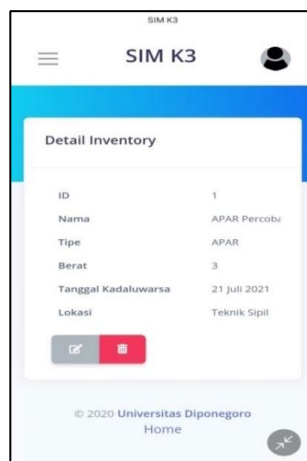 SIM K3
SIM K3
Detail Inventory
ID 1
Nama APAR Percoba
Tipe APAR
Berat 3
Tanggal Kadaluwarsa 21 Juli 2021
Lokasi Teknik Sipil
© 2020 Universitas Diponegoro
Home